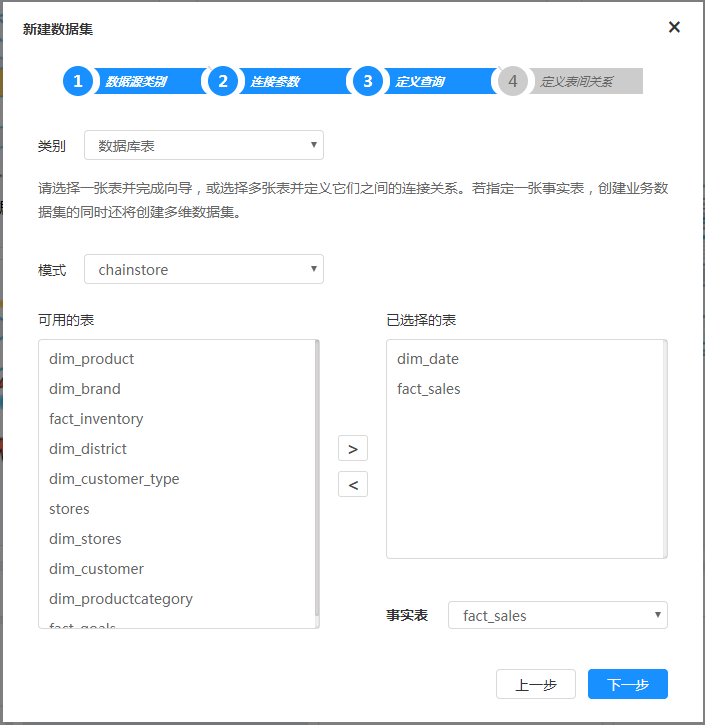 新建数据集
×
1 数据源类别 2 连接参数 3 定义查询 4 定义表间关系
类别 数据库表
请选择一张表并完成向导，或选择多张表并定义它们之间的连接关系。若指定一张事实表，创建业务数
据集的同时还将创建多维数据集。
模式 chainstore
可用的表 已选择的表
dim_product dim_date
dim_brand fact_sales
fact_inventory
dim_district
>
dim_customer_type
<
stores
dim_stores
dim_customer
dim_productcategory
事实表 fact_sales
fact_goals
上一步 下一步